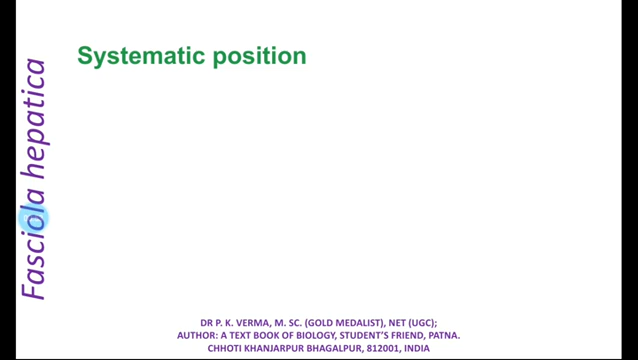 Systematic position
Fasciola hepatica
DR P. K. VERMA, M. SC. (GOLD MEDALIST), NET (UGC);
AUTHOR: A TEXT BOOK OF BIOLOGY, STUDENT'S FRIEND, PATNA.
CHHOTI KHANJARPUR BHAGALPUR, 812001, INDIA